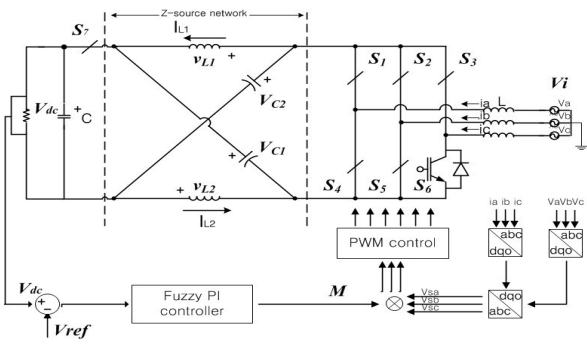 Z-source network
S7
IL1
vL1
S1
S2
S3
Vi
Vdc
C
VC2
VC1
ia
L
Va
ib
Vb
ic
Vc
vL2
S4
S5
S6
IL2
PWM control
ia ib ic
VaVbVc
abc
dqo
abc
dqo
Vdc
Fuzzy PI
controller
M
Vsa
Vsb
Vsc
dqo
abc
Vref